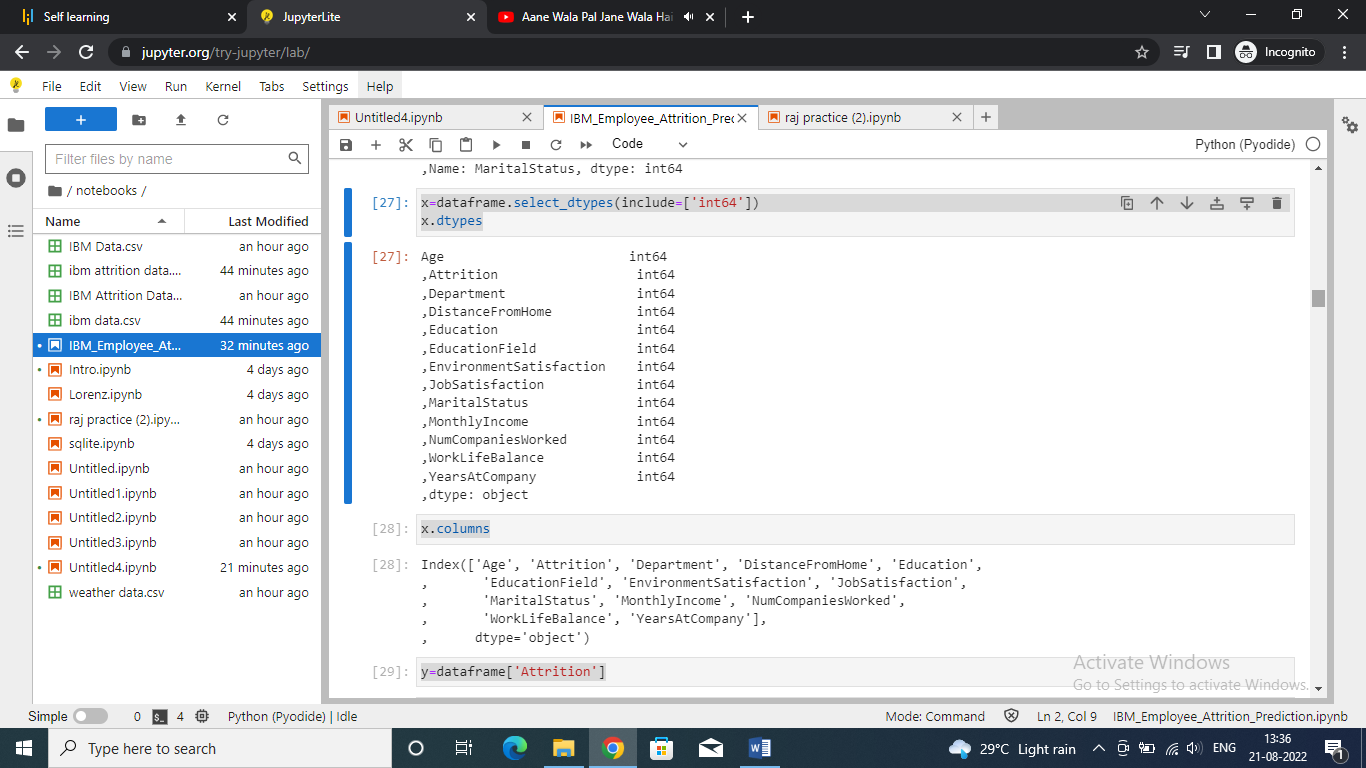 Self learning
JupyterLite
Aane Wala Pal Jane Wala Hai
jupyter.org/try-jupyter/lab/
Incognito
File Edit View Run Kernel Tabs Settings Help
Filter files by name
/ notebooks /
Name Last Modified
IBM Data.csv an hour ago
ibm attrition data.... 44 minutes ago
IBM Attrition Data... an hour ago
ibm data.csv 44 minutes ago
IBM_Employee_At... 32 minutes ago
Intro.ipynb 4 days ago
Lorenz.ipynb 4 days ago
raj practice (2).ipy... an hour ago
sqlite.ipynb 4 days ago
Untitled.ipynb an hour ago
Untitled1.ipynb an hour ago
Untitled2.ipynb an hour ago
Untitled3.ipynb an hour ago
Untitled4.ipynb 21 minutes ago
weather data.csv an hour ago
Untitled4.ipynb
IBM_Employee_Attrition_Prec
raj practice (2).ipynb
Code
Python (Pyodide)
,Name: MaritalStatus, dtype: int64
[27]: x=dataframe.select_dtypes(include=['int64'])
x.dtypes
[27]: Age int64
,Attrition int64
,Department int64
,DistanceFromHome int64
,Education int64
,EducationField int64
,EnvironmentSatisfaction int64
,JobSatisfaction int64
,MaritalStatus int64
,MonthlyIncome int64
,NumCompaniesWorked int64
,WorkLifeBalance int64
,YearsAtCompany int64
,dtype: object
[28]: x.columns
[28]: Index(['Age', 'Attrition', 'Department', 'DistanceFromHome', 'Education',
, 'EducationField', 'EnvironmentSatisfaction', 'JobSatisfaction',
, 'MaritalStatus', 'MonthlyIncome', 'NumCompaniesWorked',
, 'WorkLifeBalance', 'YearsAtCompany'],
, dtype='object')
[29]: y=dataframe['Attrition']
Activate Windows
Go to Settings to activate Windows.
Simple 0 $_ 4 Python (Pyodide) | Idle
Mode: Command Ln 2, Col 9 IBM_Employee_Attrition_Prediction.ipynb
Type here to search
29°C Light rain
ENG
13:36
21-08-2022
1